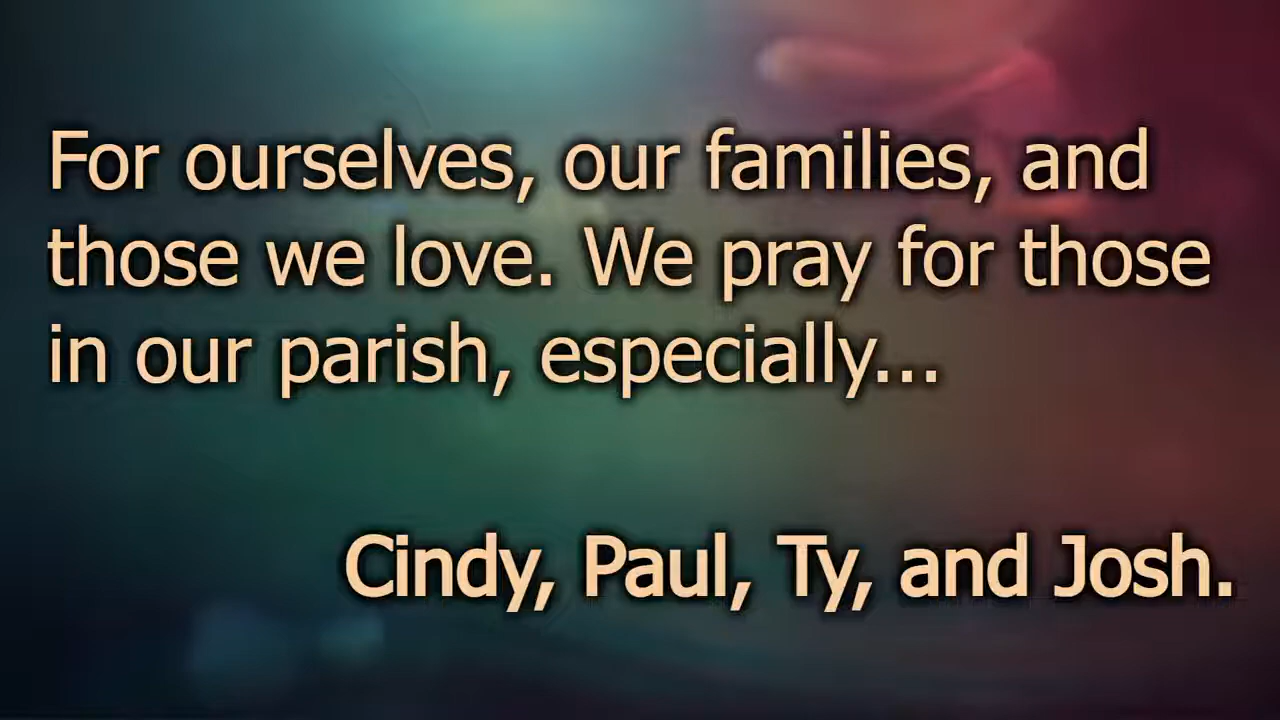 For ourselves, our families, and
those we love. We pray for those
in our parish, especially...
Cindy, Paul, Ty, and Josh.